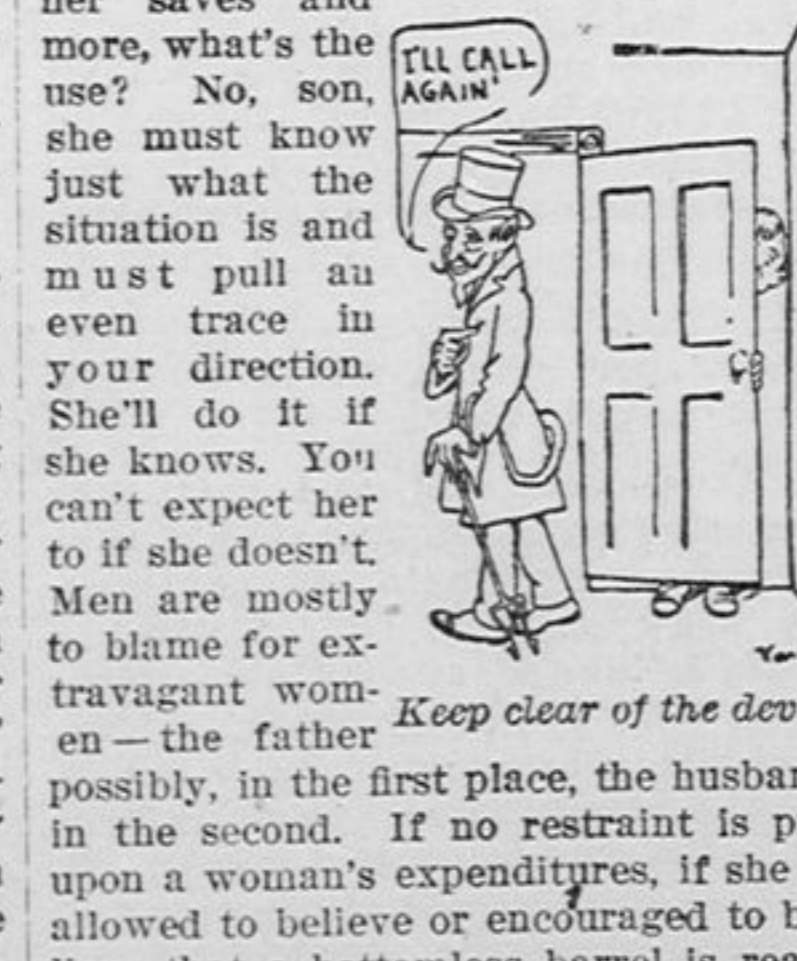 her saves and
more, what's the
use? No, son,
she must know
just what the
situation is and
must pull an
even trace in
your direction.
She'll do it if
she knows. You
can't expect her
to if she doesn't.
Men are mostly
to blame for ex-
travagant wom-
en — the father
I'LL CALL
AGAIN'
Keep clear of the dev
possibly, in the first place, the husban
in the second. If no restraint is p
upon a woman's expenditures, if she
allowed to believe or encouraged to b